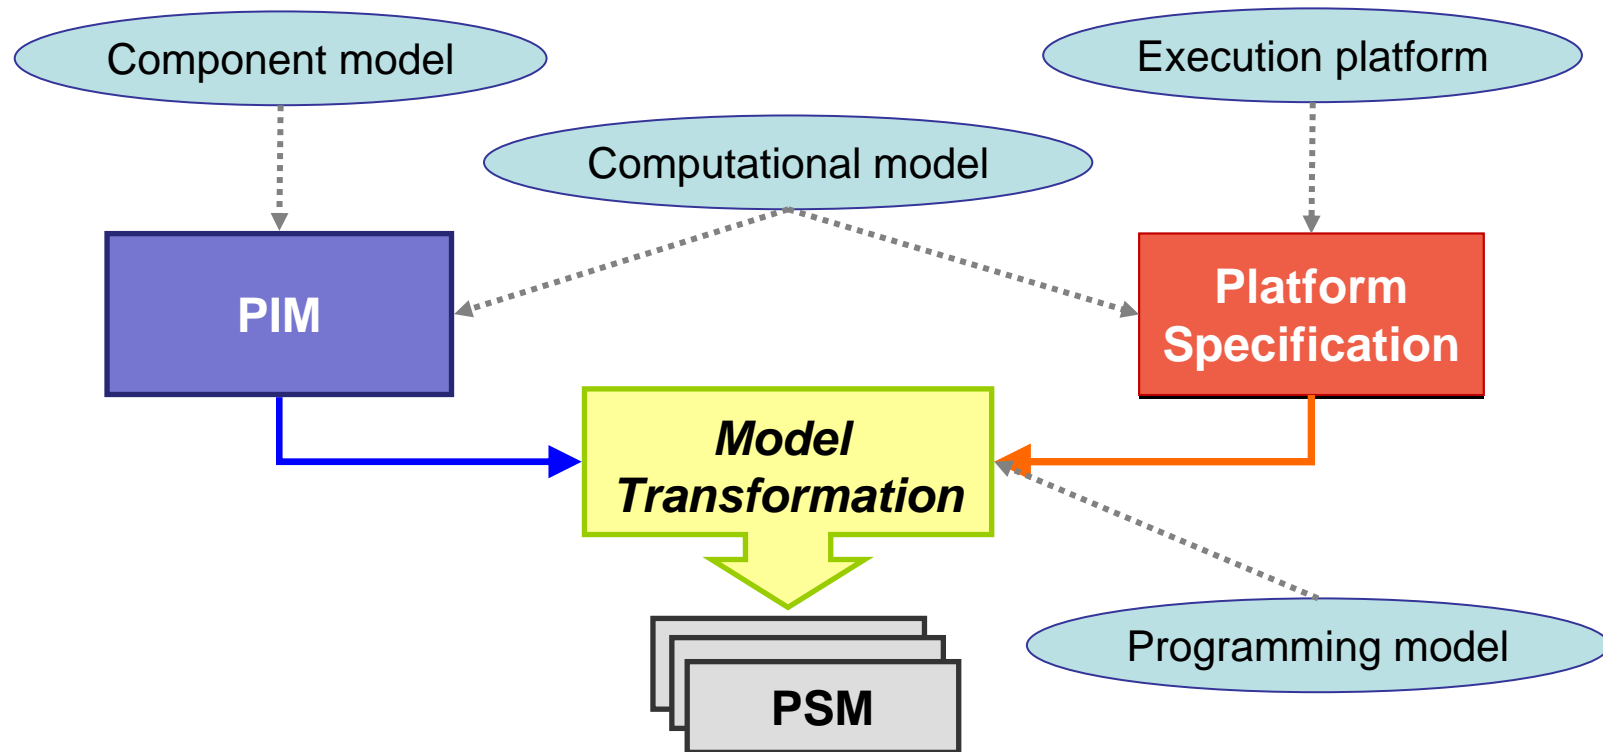 Component model
Execution platform
Computational model
PIM
Platform
Specification
Model
Transformation
Programming model
PSM